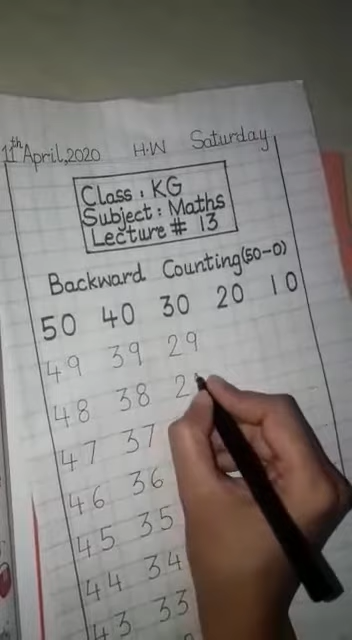 11th April,2020 H.W Saturday
Class : KG
Subject : Maths
Lecture # 13
Backward Counting(50-0)
50 40 30 20 10
49 39 29
48 38 2
47 37
46 36
45 35
44 34
43 33